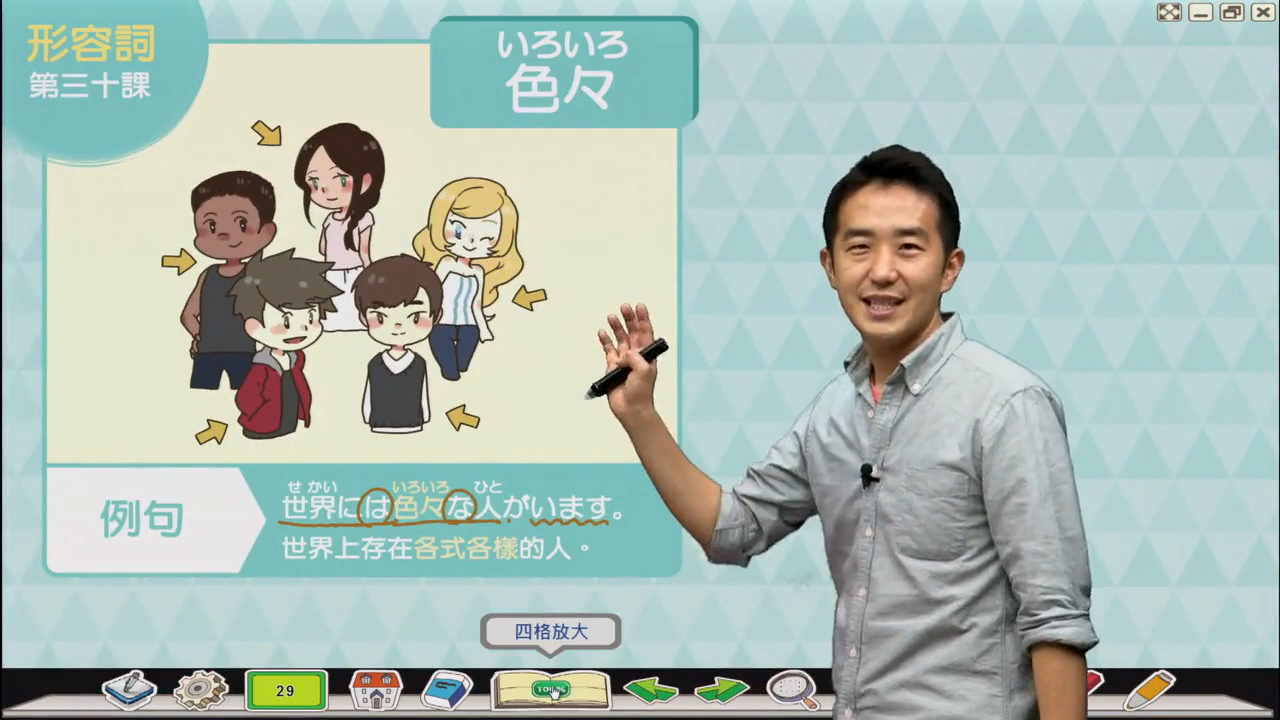 形容詞
第三十課
いろいろ
色々
例句
せかい いろいろ ひと
世界には色々な人がいます。
世界上存在各式各樣的人。
四格放大
29
100%